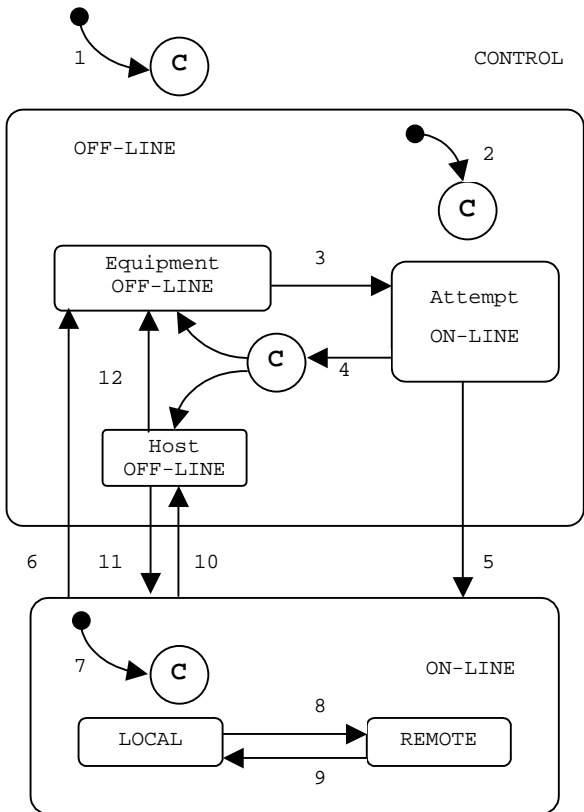 1
C
CONTROL
OFF-LINE
2
C
Equipment
OFF-LINE
3
Attempt
ON-LINE
C
4
12
Host
OFF-LINE
6
11
10
5
7
C
ON-LINE
8
LOCAL
REMOTE
9